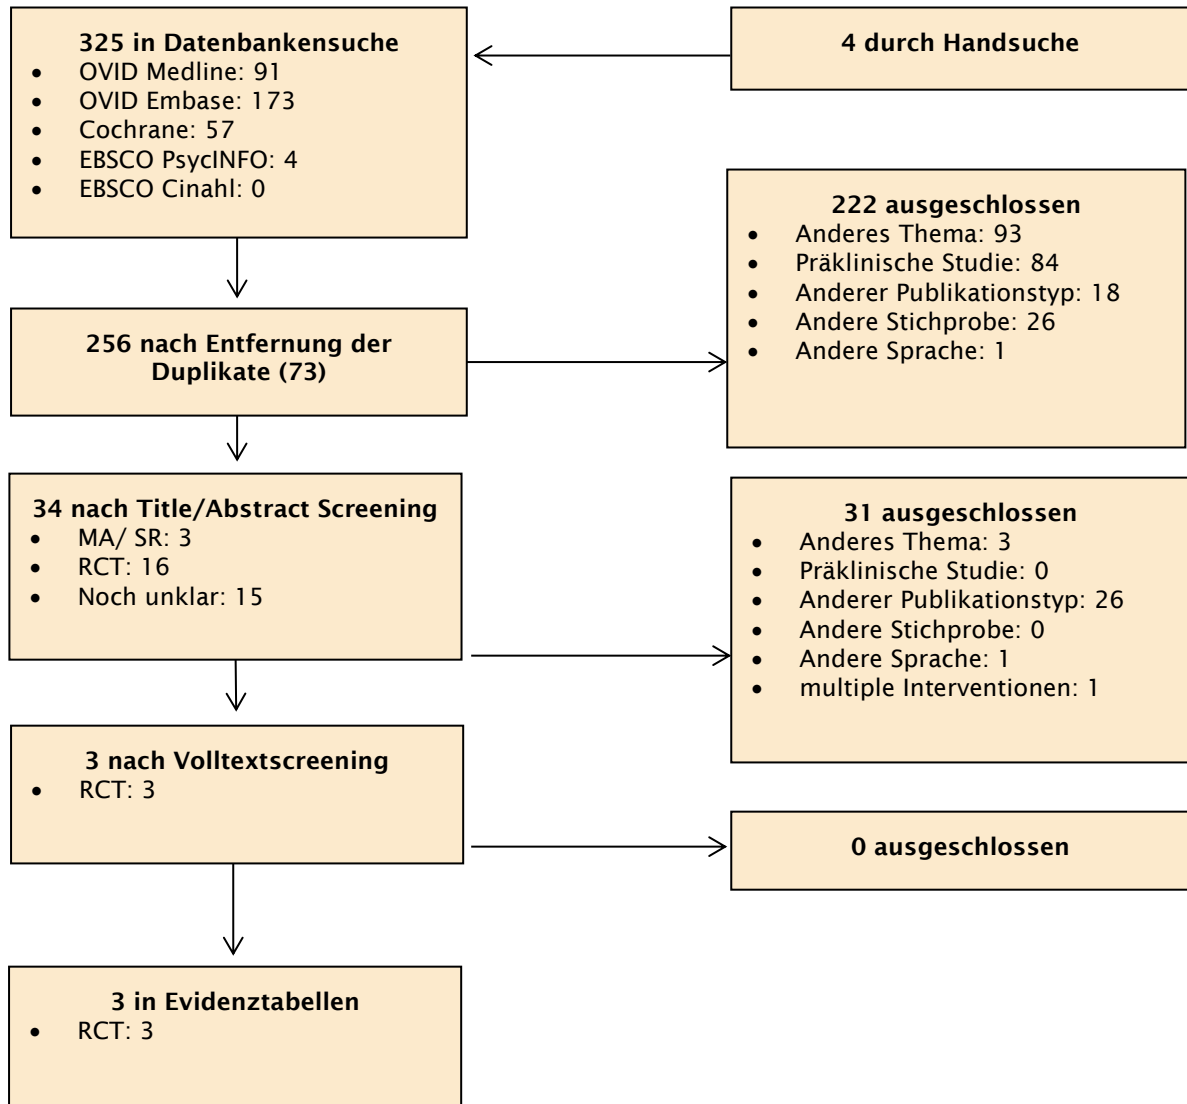 325 in Datenbankensuche
• OVID Medline: 91
• OVID Embase: 173
• Cochrane: 57
• EBSCO PsycINFO: 4
• EBSCO Cinahl: 0
4 durch Handsuche
256 nach Entfernung der
Duplikate (73)
222 ausgeschlossen
• Anderes Thema: 93
• Präklinische Studie: 84
• Anderer Publikationstyp: 18
• Andere Stichprobe: 26
• Andere Sprache: 1
34 nach Title/Abstract Screening
• MA/ SR: 3
• RCT: 16
• Noch unklar: 15
31 ausgeschlossen
• Anderes Thema: 3
• Präklinische Studie: 0
• Anderer Publikationstyp: 26
• Andere Stichprobe: 0
• Andere Sprache: 1
• multiple Interventionen: 1
3 nach Volltextscreening
• RCT: 3
0 ausgeschlossen
3 in Evidenztabellen
• RCT: 3